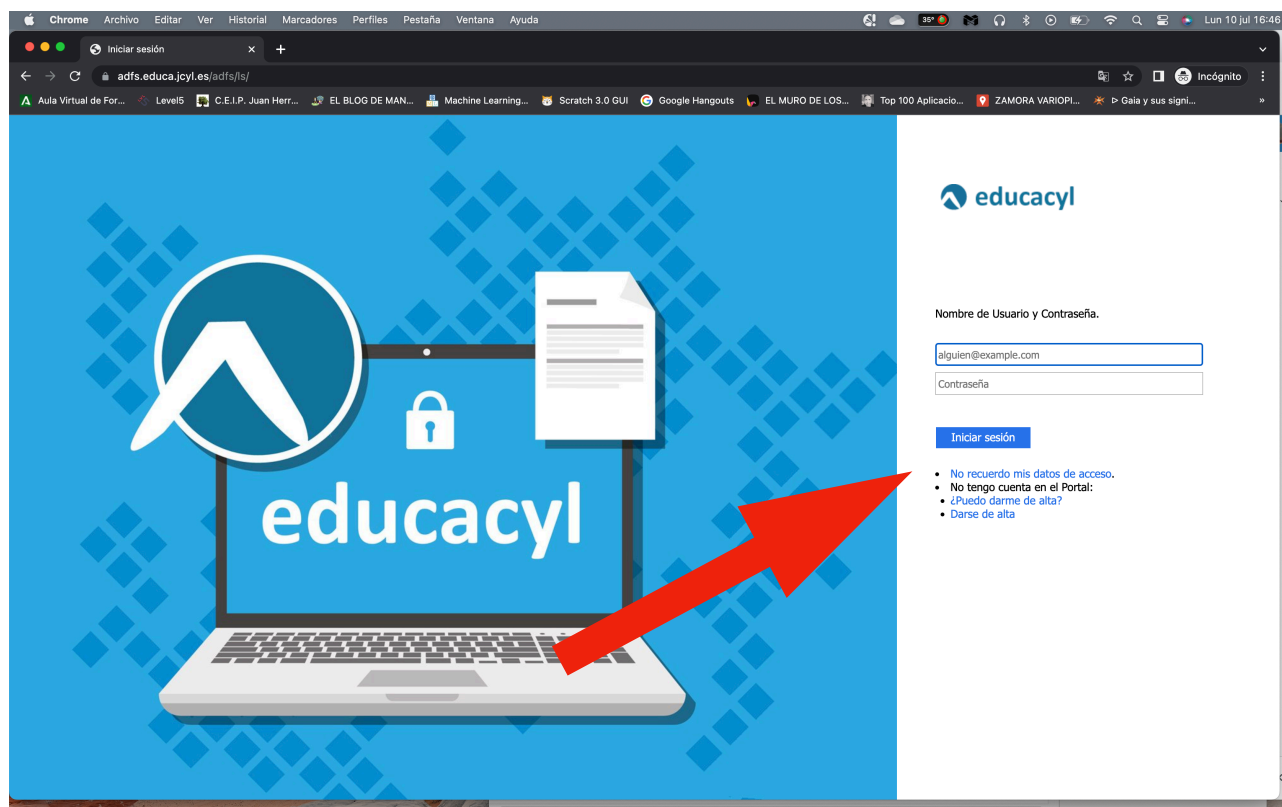 Chrome Archivo Editar Ver Historial Marcadores Perfiles Pestaña Ventana Ayuda 35° Lun 10 jul 16:46
Iniciar sesión
adfs.educa.jcyl.es/adfs/ls/ Incógnito
Aula Virtual de For... Level5 C.E.I.P. Juan Herr... EL BLOG DE MAN... Machine Learning... Scratch 3.0 GUI Google Hangouts EL MURO DE LOS... Top 100 Aplicacio... ZAMORA VARIOPI... ᐅ Gaia y sus signi... »
educacyl
educacyl
Nombre de Usuario y Contraseña.
alguien@example.com
Contraseña
Iniciar sesión
• No recuerdo mis datos de acceso.
• No tengo cuenta en el Portal:
• ¿Puedo darme de alta?
• Darse de alta